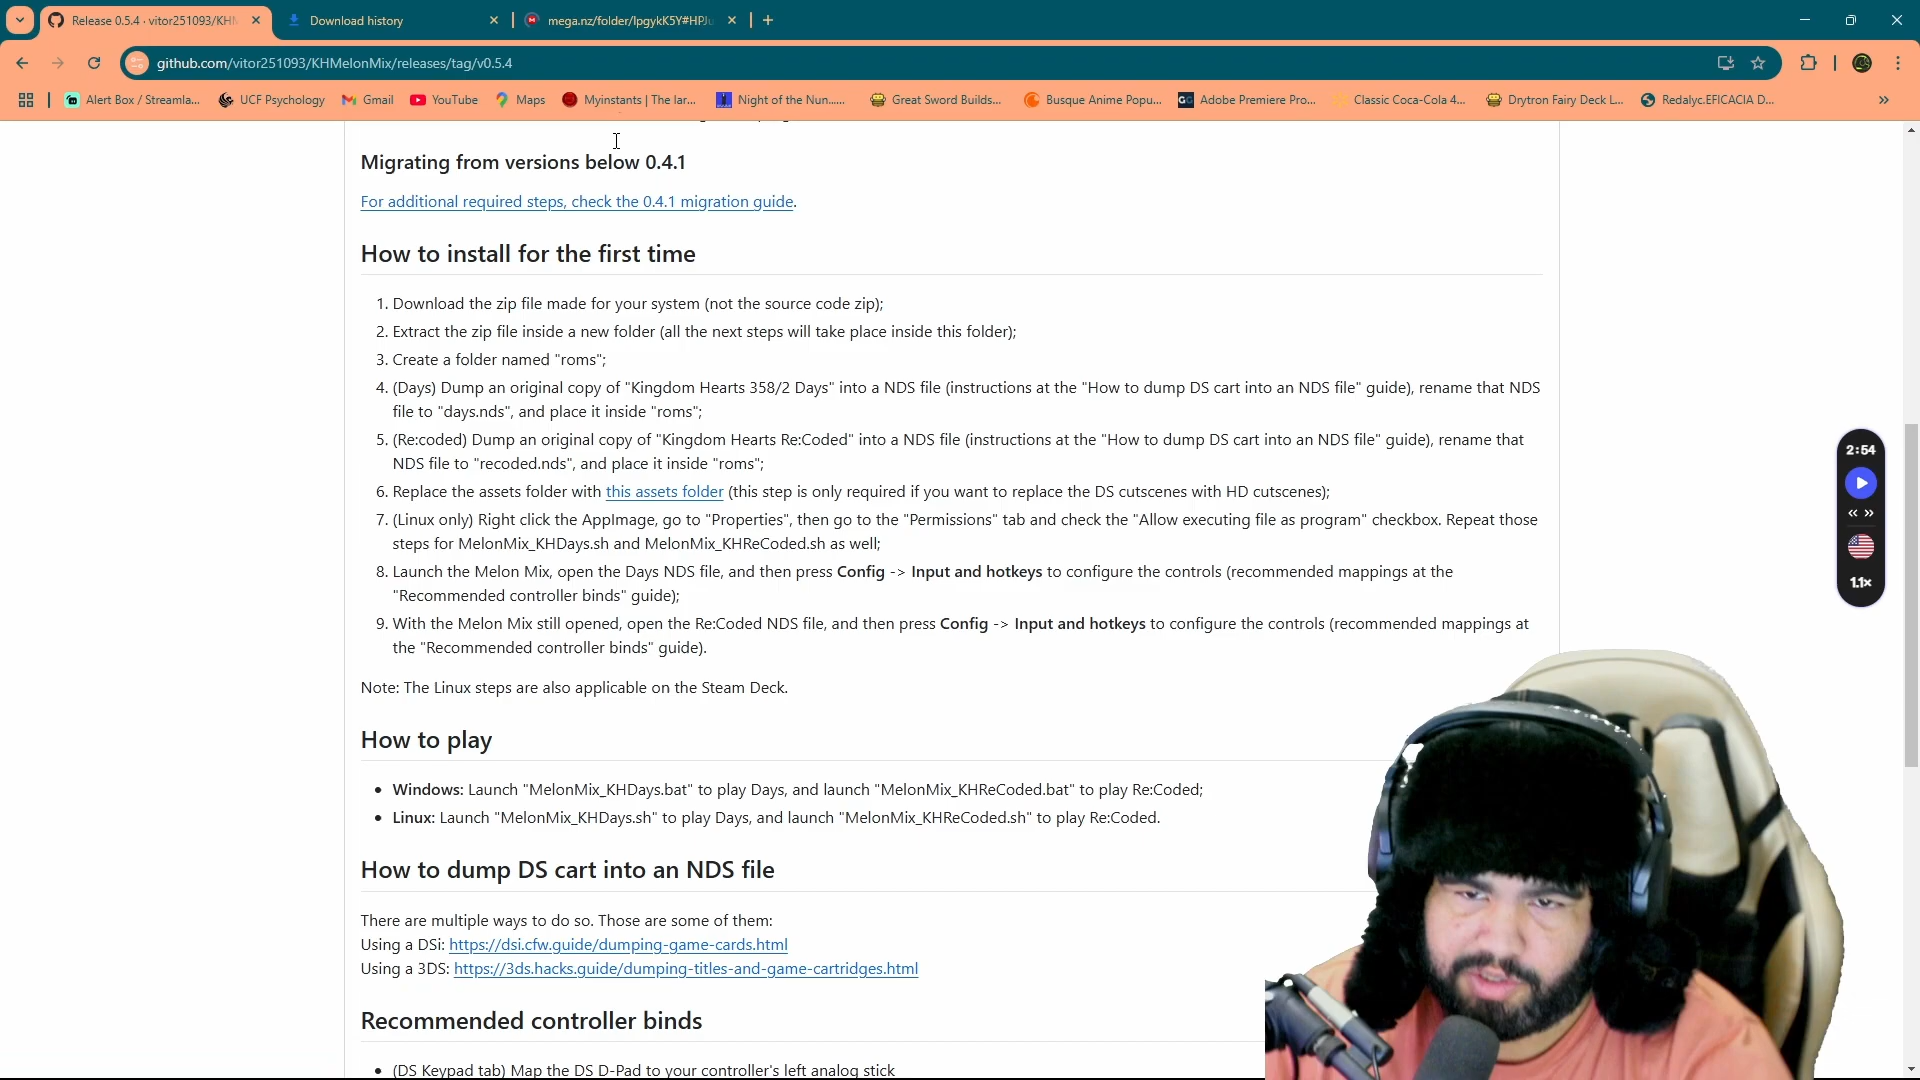 Release 0.5.4 · vitor251093/KHM
Download history
mega.nz/folder/lpgykK5Y#HPJu
github.com/vitor251093/KHMelonMix/releases/tag/v0.5.4
Alert Box / Streamla...
UCF Psychology
Gmail
YouTube
Maps
Myinstants | The lar...
Night of the Nun......
Great Sword Builds...
Busque Anime Popu...
Adobe Premiere Pro...
Classic Coca-Cola 4...
Drytron Fairy Deck L...
Redalyc.EFICACIA D...
Migrating from versions below 0.4.1
For additional required steps, check the 0.4.1 migration guide.
How to install for the first time
1. Download the zip file made for your system (not the source code zip);
2. Extract the zip file inside a new folder (all the next steps will take place inside this folder);
3. Create a folder named "roms";
4. (Days) Dump an original copy of "Kingdom Hearts 358/2 Days" into a NDS file (instructions at the "How to dump DS cart into an NDS file" guide), rename that NDS
file to "days.nds", and place it inside "roms";
5. (Re:coded) Dump an original copy of "Kingdom Hearts Re:Coded" into a NDS file (instructions at the "How to dump DS cart into an NDS file" guide), rename that
NDS file to "recoded.nds", and place it inside "roms";
6. Replace the assets folder with this assets folder (this step is only required if you want to replace the DS cutscenes with HD cutscenes);
7. (Linux only) Right click the AppImage, go to "Properties", then go to the "Permissions" tab and check the "Allow executing file as program" checkbox. Repeat those
steps for MelonMix_KHDays.sh and MelonMix_KHReCoded.sh as well;
8. Launch the Melon Mix, open the Days NDS file, and then press Config -> Input and hotkeys to configure the controls (recommended mappings at the
"Recommended controller binds" guide);
9. With the Melon Mix still opened, open the Re:Coded NDS file, and then press Config -> Input and hotkeys to configure the controls (recommended mappings at
the "Recommended controller binds" guide).
Note: The Linux steps are also applicable on the Steam Deck.
How to play
• Windows: Launch "MelonMix_KHDays.bat" to play Days, and launch "MelonMix_KHReCoded.bat" to play Re:Coded;
• Linux: Launch "MelonMix_KHDays.sh" to play Days, and launch "MelonMix_KHReCoded.sh" to play Re:Coded.
How to dump DS cart into an NDS file
There are multiple ways to do so. Those are some of them:
Using a DSi: https://dsi.cfw.guide/dumping-game-cards.html
Using a 3DS: https://3ds.hacks.guide/dumping-titles-and-game-cartridges.html
Recommended controller binds
• (DS Keypad tab) Map the DS D-Pad to your controller's left analog stick
2:54
1.1×